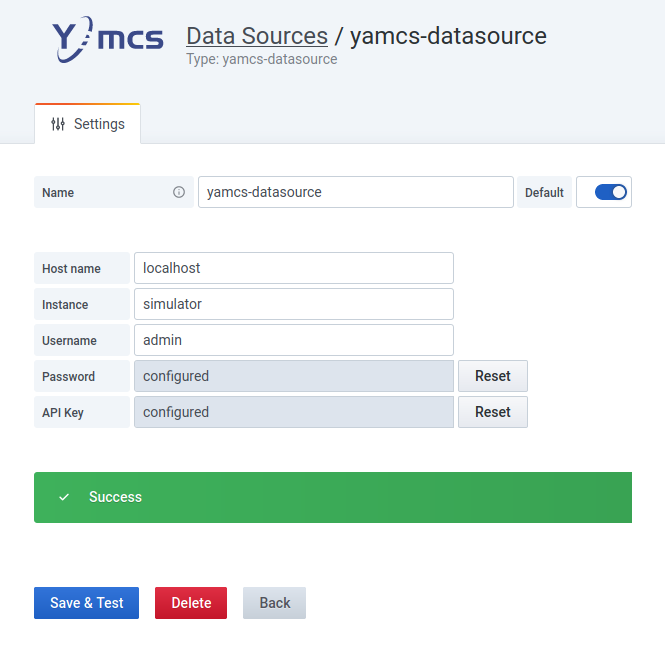 Yamcs
Data Sources / yamcs-datasource
Type: yamcs-datasource
Settings
Name yamcs-datasource Default
Host name localhost
Instance simulator
Username admin
Password configured Reset
API Key configured Reset
Success
Save & Test Delete Back